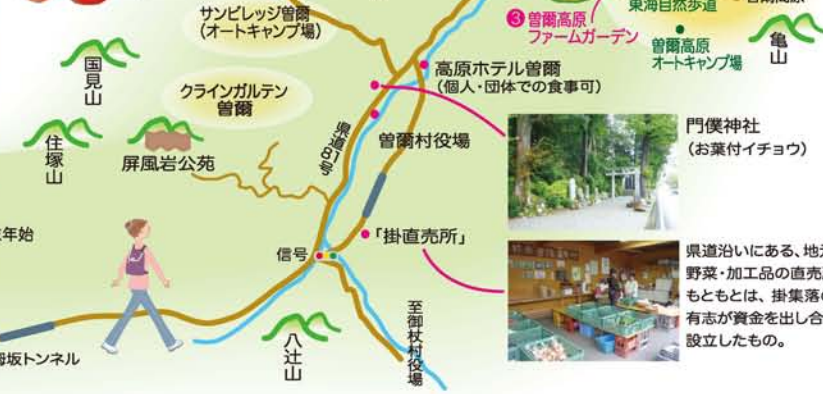 サンビレッジ曽爾
(オートキャンプ場)
③曽爾高原
ファームガーデン
東海自然歩道
曽爾高原
オートキャンプ場
亀山
国見山
クラインガルテン
曽爾
高原ホテル曽爾
(個人・団体での食事可)
住塚山
屏風岩公苑
県道81号
曽爾村役場
門僕神社
(お葉付イチョウ)
年始
「掛直売所」
信号
県道沿いにある、地元
野菜・加工品の直売
もともとは、掛集落の
有志が資金を出し合
設立したもの。
八辻山
至御杖村役場
坂トンネル